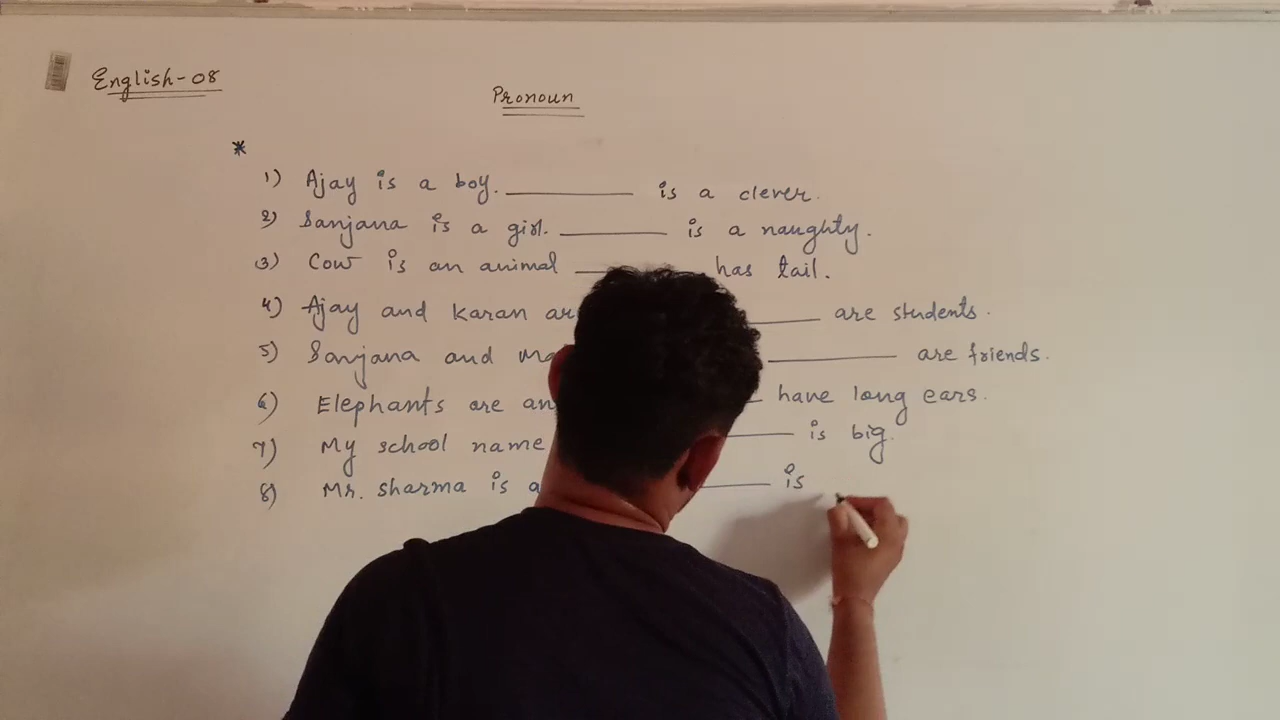 English-08
Pronoun
*
1) Ajay is a boy. ________ is a clever.
2) Sanjana is a girl. ________ is a naughty.
3) Cow is an animal ________ has tail.
4) Ajay and Karan ________ are students.
5) Sanjana and ________ are friends.
6) Elephants are ________ have long ears.
7) My school name ________ is big.
8) Mr. Sharma is ________ is